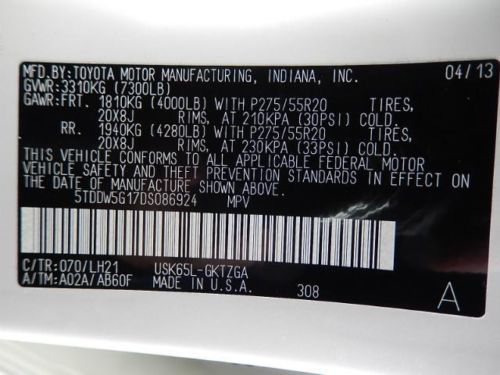 MFD.BY:TOYOTA MOTOR MANUFACTURING, INDIANA, INC. 04/13
GVWR:3310KG (7300LB)
GAWR:FRT. 1810KG (4000LB) WITH P275/55R20 TIRES,
20X8J RIMS, AT 210KPA (30PSI) COLD.
RR. 1940KG (4280LB) WITH P275/55R20 TIRES,
20X8J RIMS, AT 230KPA (33PSI) COLD.
THIS VEHICLE CONFORMS TO ALL APPLICABLE FEDERAL MOTOR
VEHICLE SAFETY AND THEFT PREVENTION STANDARDS IN EFFECT ON
THE DATE OF MANUFACTURE SHOWN ABOVE.
5TDDW5G17DS086924 MPV
C/TR:070/LH21 USK65L-GKTZGA
A/TM:A02A/AB60F MADE IN U.S.A. 308 A